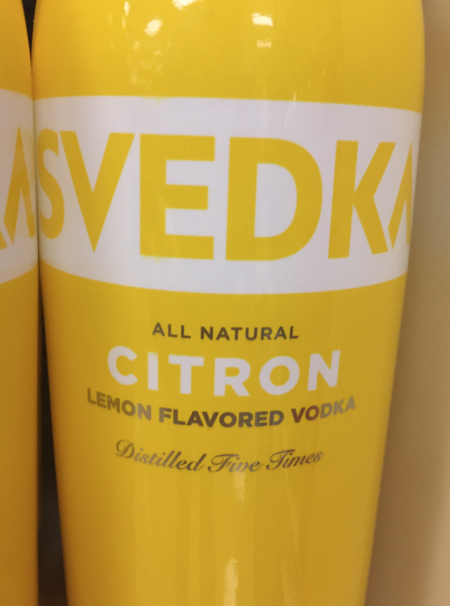 SVEDKA
ALL NATURAL
CITRON
LEMON FLAVORED VODKA
Distilled Five Times